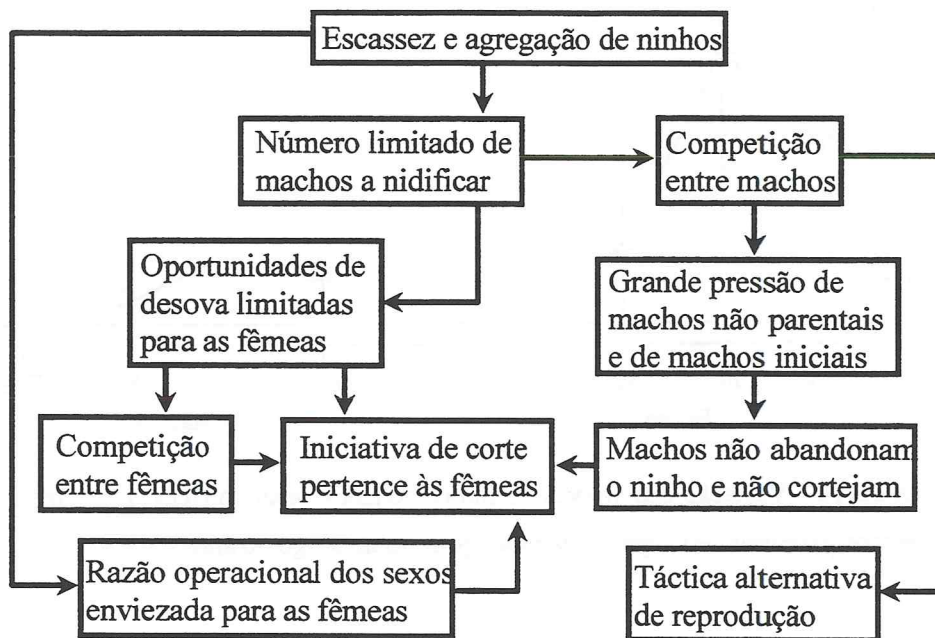 Escassez e agregação de ninhos
Número limitado de
machos a nidificar
Competição
entre machos
Oportunidades de
desova limitadas
para as fêmeas
Grande pressão de
machos não parentais
e de machos iniciais
Competição
entre fêmeas
Iniciativa de corte
pertence às fêmeas
Machos não abandonam
o ninho e não cortejam
Razão operacional dos sexos
enviezada para as fêmeas
Táctica alternativa
de reprodução